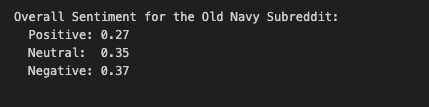 Overall Sentiment for the Old Navy Subreddit:
Positive: 0.27
Neutral: 0.35
Negative: 0.37